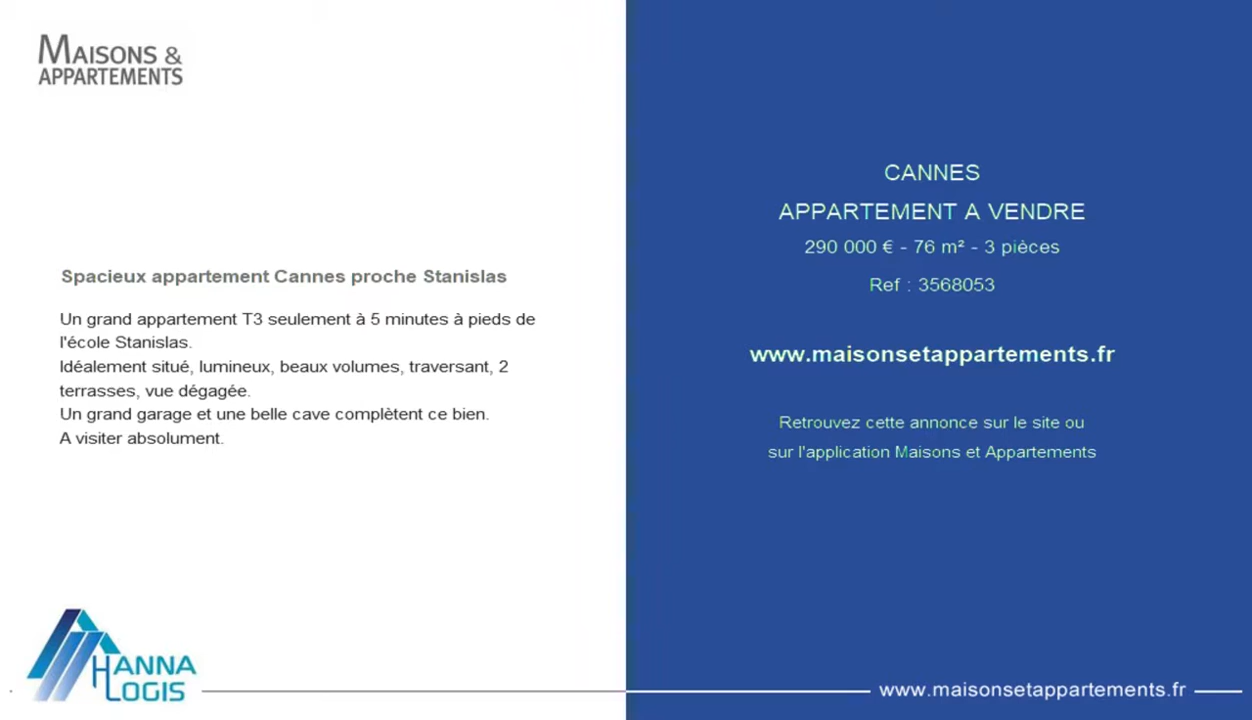 MAISONS &
APPARTEMENTS
Spacieux appartement Cannes proche Stanislas
Un grand appartement T3 seulement à 5 minutes à pieds de
l'école Stanislas.
Idéalement situé, lumineux, beaux volumes, traversant, 2
terrasses, vue dégagée.
Un grand garage et une belle cave complètent ce bien.
A visiter absolument.
HANNA
LOGIS
CANNES
APPARTEMENT A VENDRE
290 000 € - 76 m² - 3 pièces
Ref : 3568053
www.maisonsetappartements.fr
Retrouvez cette annonce sur le site ou
sur l'application Maisons et Appartements
www.maisonsetappartements.fr